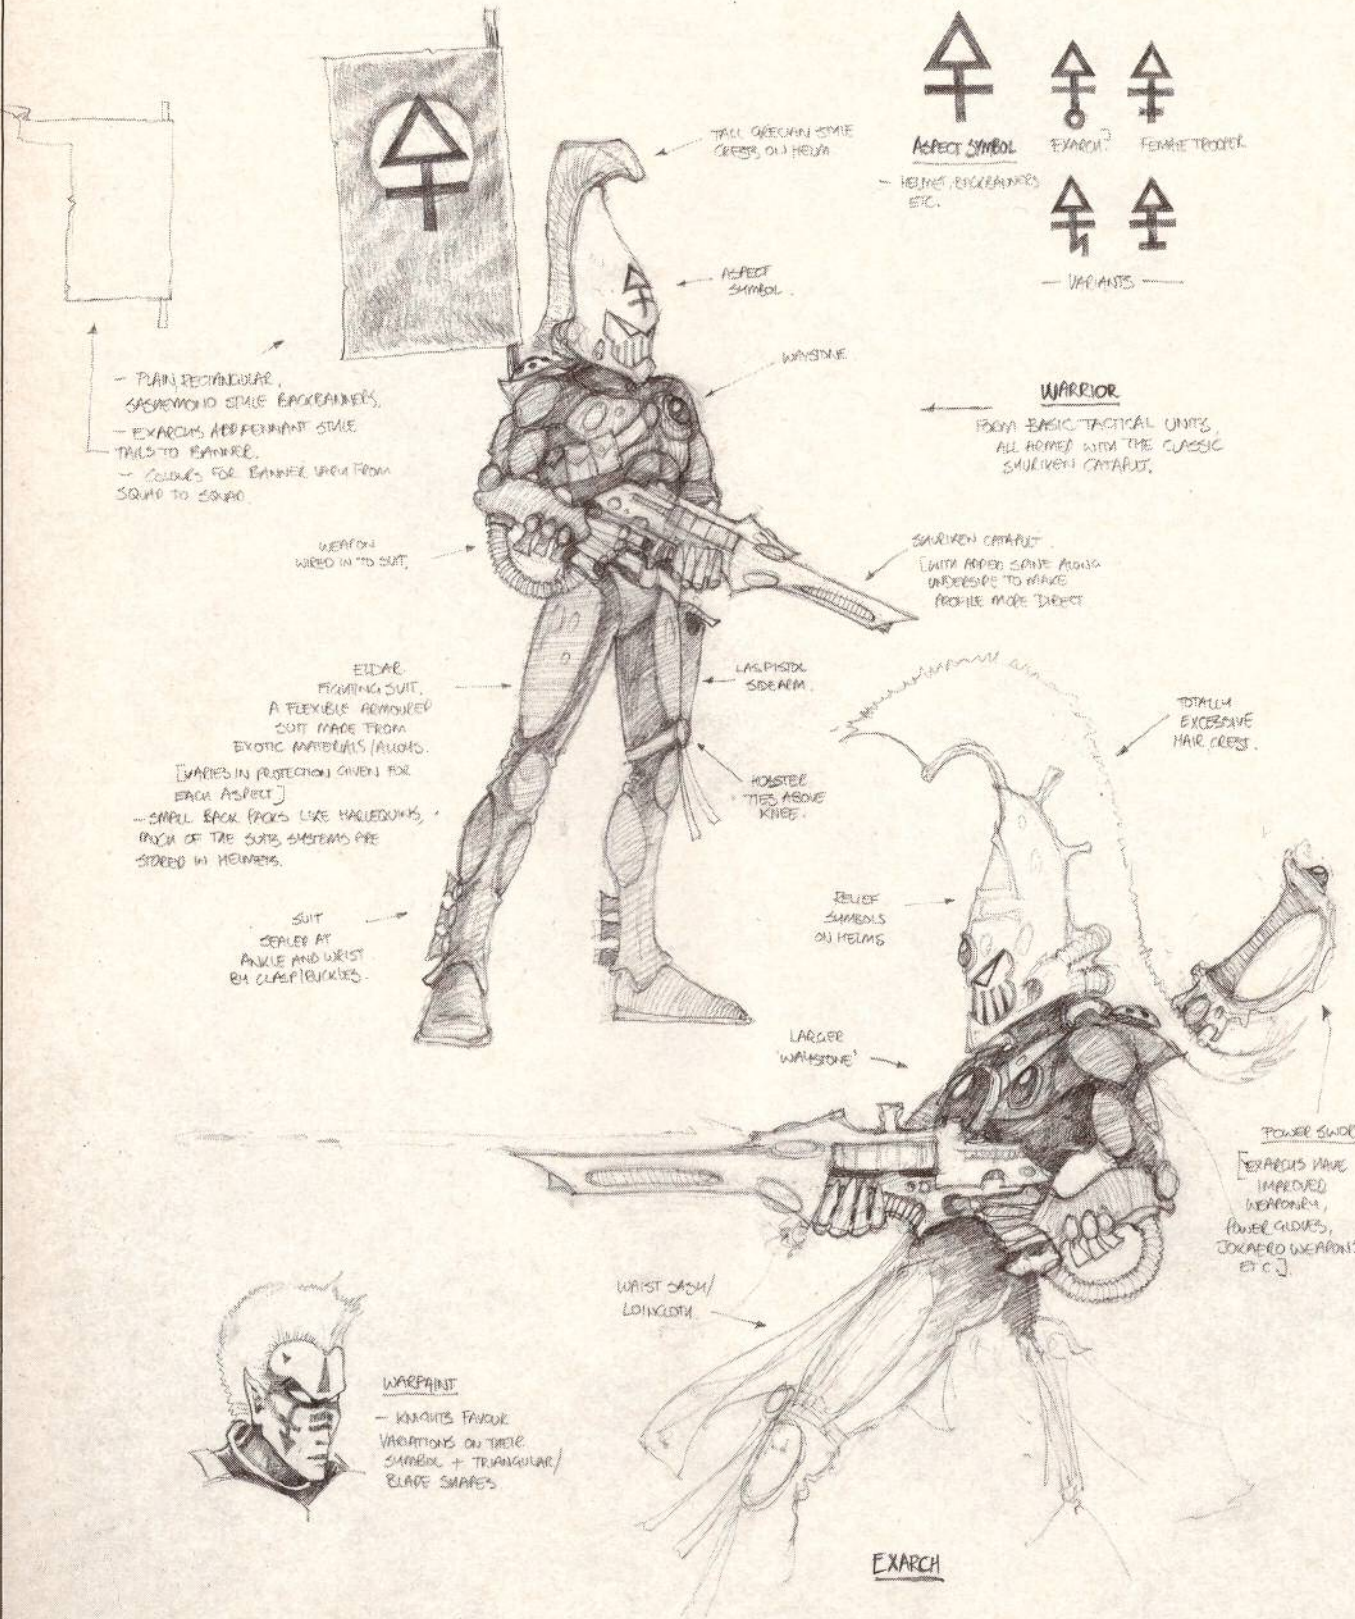 TALL GRECIAN STYLE
CREST, ON HELM
ASPECT SYMBOL
- HELMET, BACKBANNERS
ETC.
EXARCH?
FEMALE TROOPER
- VARIANTS -
ASPECT
SYMBOL.
WAYSTONE
- PLAIN, RECTANGULAR,
SASHEMONO STYLE BACKBANNERS.
- EXARCHS ADD PENNANT STYLE
TAILS TO BANNER.
- COLOURS FOR BANNER VARY FROM
SQUAD TO SQUAD.
WARRIOR
FORM BASIC TACTICAL UNITS,
ALL ARMED WITH THE CLASSIC
SHURIKEN CATAPULT.
WEAPON
WIRED IN TO SUIT.
SHURIKEN CATAPULT
[WITH ADDED SPINE ALONG
UNDERSIDE TO MAKE
PROFILE MORE 'DIRECT'
ELDAR
FIGHTING SUIT.
A FLEXIBLE ARMOURED
SUIT MADE FROM
EXOTIC MATERIALS/ALLOYS.
[VARIES IN PROTECTION GIVEN FOR
EACH ASPECT]
- SMALL BACK PACKS LIKE HARLEQUINS,
MUCH OF THE SUITS SYSTEMS ARE
STORED IN HELMETS.
LASPISTOL
SIDEARM.
HOLSTER
TIES ABOVE
KNEE.
TOTALLY
EXCESSIVE
HAIR CREST.
SUIT
SEALED AT
ANKLE AND WRIST
BY CLASP/BUCKLES.
RELIEF
SYMBOLS
ON HELMS
LARGER
'WAYSTONE'
POWER SWOR
[EXARCHS HAVE
IMPROVED
WEAPONRY,
POWER GLOVES,
JOKAERO WEAPONS
ETC].
WAIST SASH/
LOINCLOTH
WARPAINT
- KNIGHTS FAVOUR
VARIATIONS ON THEIR
SYMBOL + TRIANGULAR/
BLADE SHAPES
EXARCH